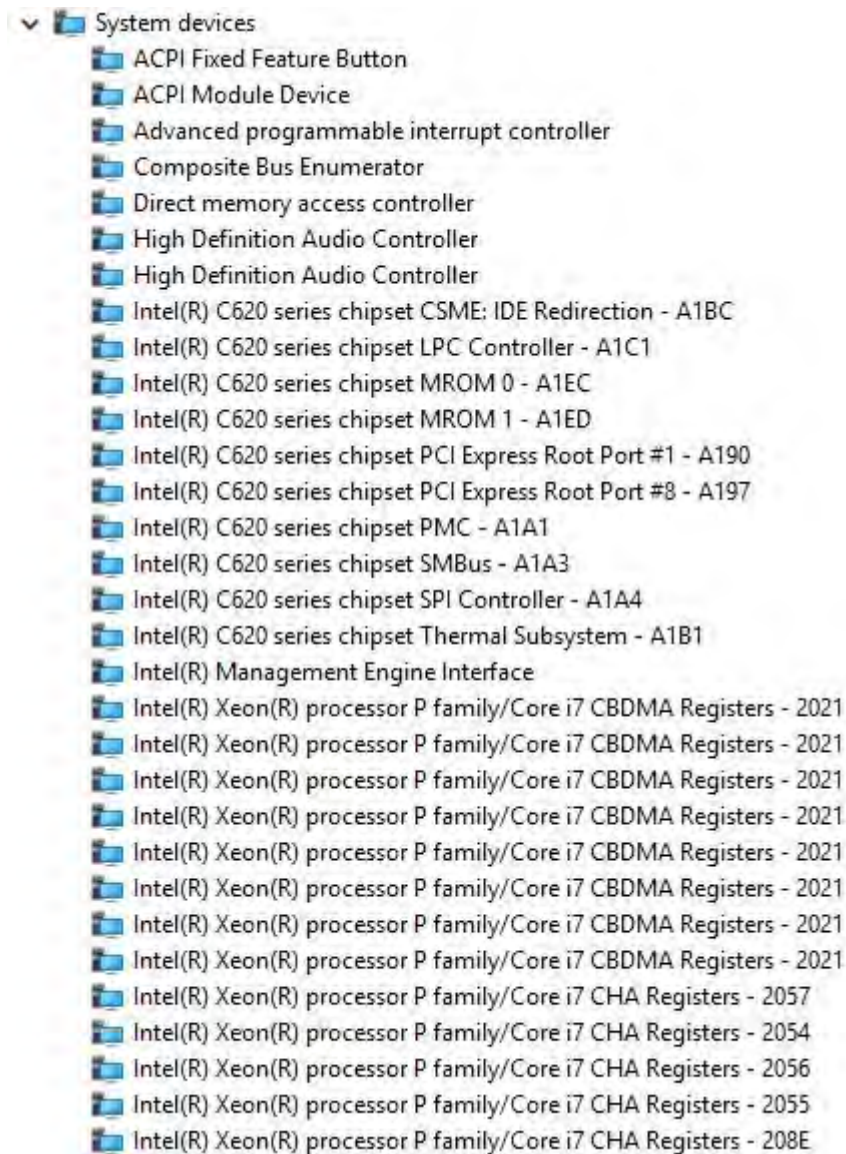 System devices
ACPI Fixed Feature Button
ACPI Module Device
Advanced programmable interrupt controller
Composite Bus Enumerator
Direct memory access controller
High Definition Audio Controller
High Definition Audio Controller
Intel(R) C620 series chipset CSME: IDE Redirection - A1BC
Intel(R) C620 series chipset LPC Controller - A1C1
Intel(R) C620 series chipset MROM 0 - A1EC
Intel(R) C620 series chipset MROM 1 - A1ED
Intel(R) C620 series chipset PCI Express Root Port #1 - A190
Intel(R) C620 series chipset PCI Express Root Port #8 - A197
Intel(R) C620 series chipset PMC - A1A1
Intel(R) C620 series chipset SMBus - A1A3
Intel(R) C620 series chipset SPI Controller - A1A4
Intel(R) C620 series chipset Thermal Subsystem - A1B1
Intel(R) Management Engine Interface
Intel(R) Xeon(R) processor P family/Core i7 CBDMA Registers - 2021
Intel(R) Xeon(R) processor P family/Core i7 CBDMA Registers - 2021
Intel(R) Xeon(R) processor P family/Core i7 CBDMA Registers - 2021
Intel(R) Xeon(R) processor P family/Core i7 CBDMA Registers - 2021
Intel(R) Xeon(R) processor P family/Core i7 CBDMA Registers - 2021
Intel(R) Xeon(R) processor P family/Core i7 CBDMA Registers - 2021
Intel(R) Xeon(R) processor P family/Core i7 CBDMA Registers - 2021
Intel(R) Xeon(R) processor P family/Core i7 CBDMA Registers - 2021
Intel(R) Xeon(R) processor P family/Core i7 CHA Registers - 2057
Intel(R) Xeon(R) processor P family/Core i7 CHA Registers - 2054
Intel(R) Xeon(R) processor P family/Core i7 CHA Registers - 2056
Intel(R) Xeon(R) processor P family/Core i7 CHA Registers - 2055
Intel(R) Xeon(R) processor P family/Core i7 CHA Registers - 208E